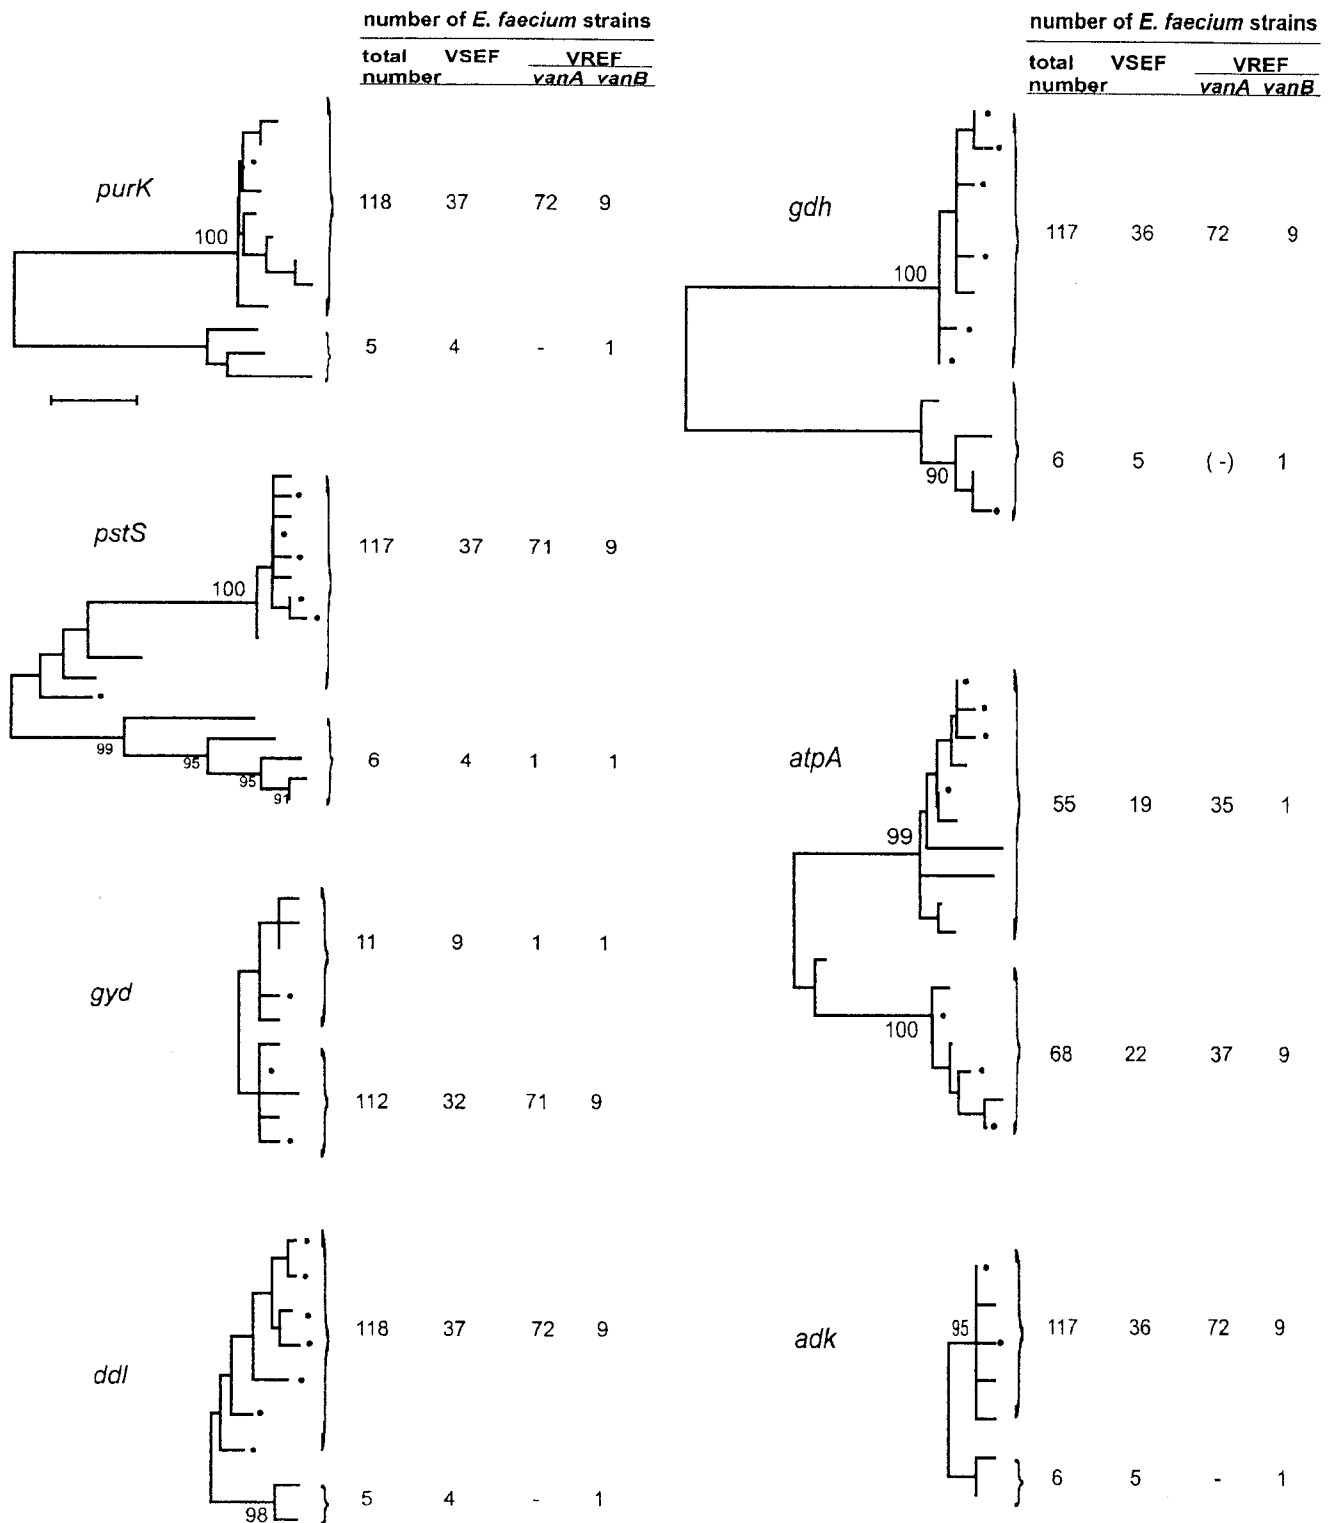 number of E. faecium strains
total VSEF VREF
number vanA vanB
purK
118 37 72 9
100
5 4 - 1
pstS
117 37 71 9
100
99
95
95
91
6 4 1 1
gyd
11 9 1 1
112 32 71 9
ddl
118 37 72 9
98
5 4 - 1
number of E. faecium strains
total VSEF VREF
number vanA vanB
gdh
117 36 72 9
100
90
6 5 (-) 1
atpA
55 19 35 1
99
100
68 22 37 9
adk
95
117 36 72 9
6 5 - 1